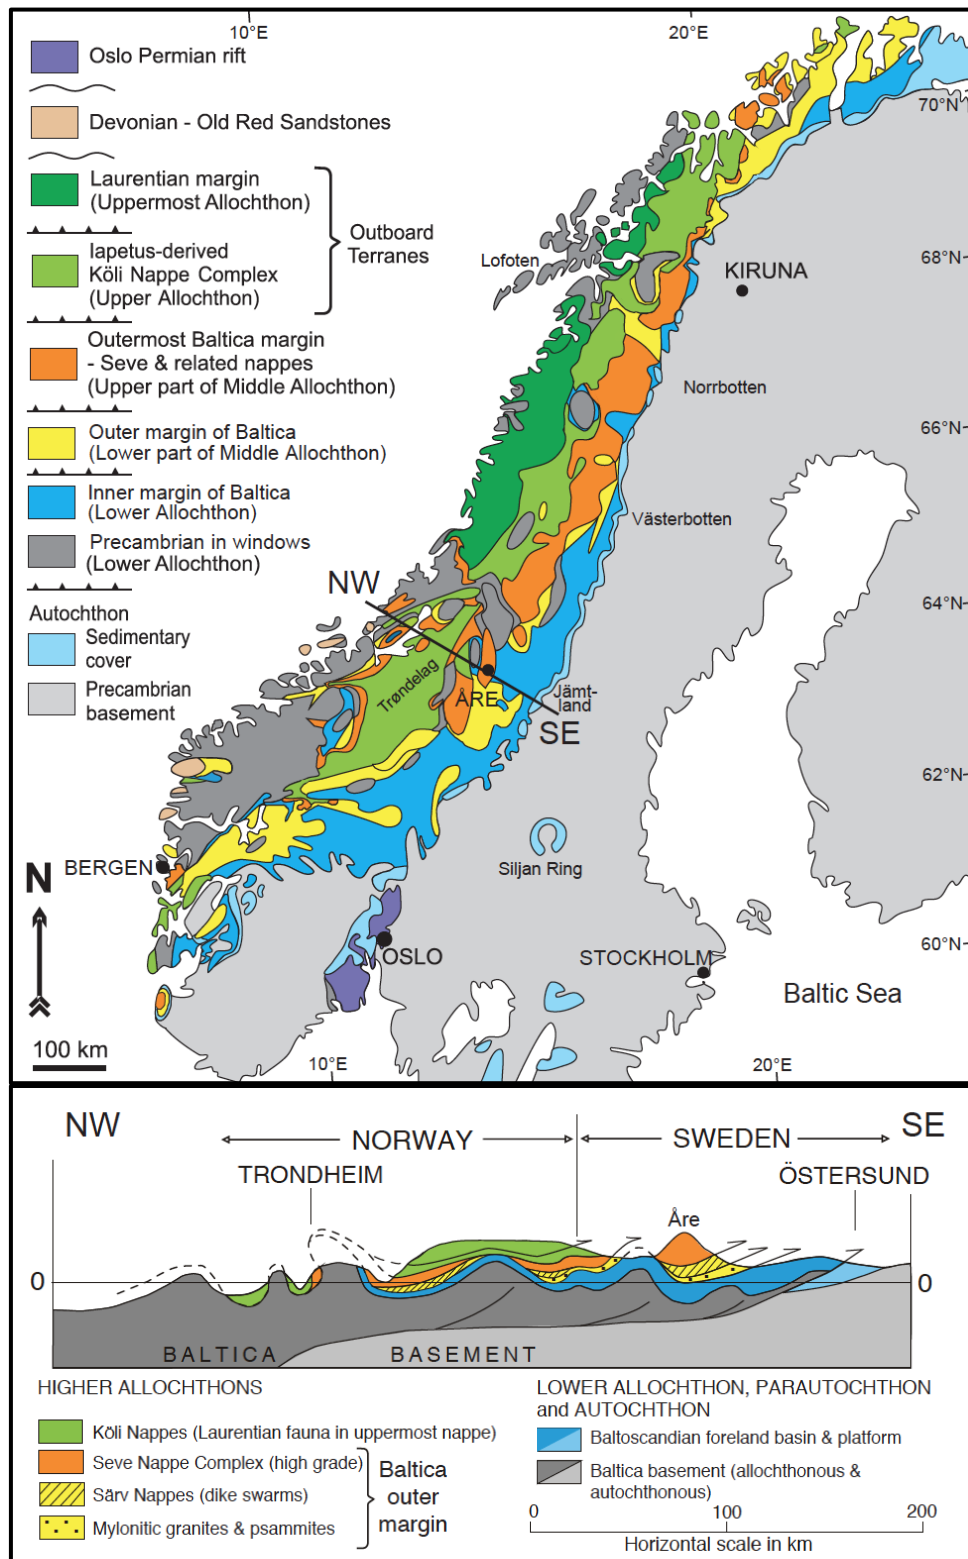 10°E
20°E
Oslo Permian rift
Devonian - Old Red Sandstones
Laurentian margin
(Uppermost Allochthon)
Outboard
Terranes
Iapetus-derived
Köli Nappe Complex
(Upper Allochthon)
Outermost Baltica margin
- Seve & related nappes
(Upper part of Middle Allochthon)
Outer margin of Baltica
(Lower part of Middle Allochthon)
Inner margin of Baltica
(Lower Allochthon)
Precambrian in windows
(Lower Allochthon)
Autochthon
Sedimentary
cover
Precambrian
basement
70°N
Lofoten
68°N
KIRUNA
Norrbotten
66°N
Västerbotten
64°N
NW
Trøndelag
ÅRE
Jämt-
land
SE
62°N
BERGEN
Siljan Ring
N
OSLO
STOCKHOLM
60°N
Baltic Sea
100 km
10°E
20°E
NW
SE
NORWAY
SWEDEN
TRONDHEIM
ÖSTERSUND
Åre
0
0
BALTICA
BASEMENT
HIGHER ALLOCHTHONS
Köli Nappes (Laurentian fauna in uppermost nappe)
Seve Nappe Complex (high grade)
Särv Nappes (dike swarms)
Mylonitic granites & psammites
Baltica
outer
margin
LOWER ALLOCHTHON, PARAUTOCHTHON
and AUTOCHTHON
Baltoscandian foreland basin & platform
Baltica basement (allochthonous &
autochthonous)
0
100
200
Horizontal scale in km